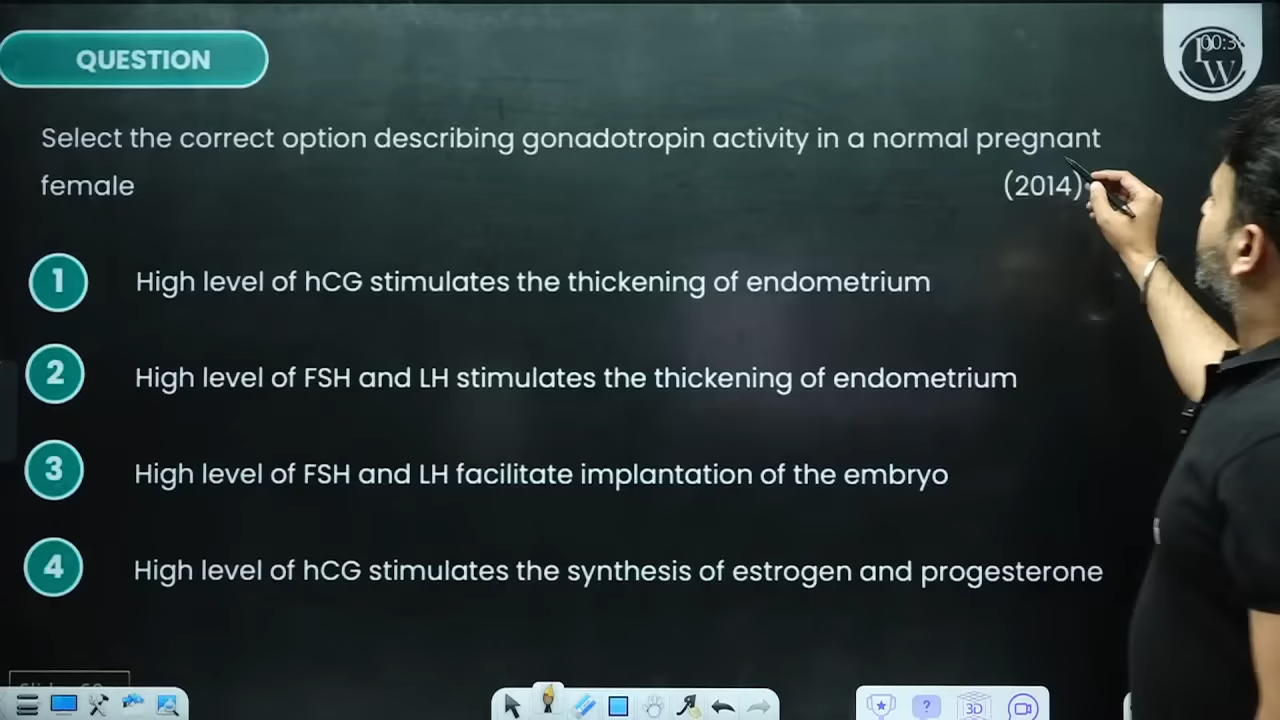 QUESTION
Select the correct option describing gonadotropin activity in a normal pregnant
female (2014)
1 High level of hCG stimulates the thickening of endometrium
2 High level of FSH and LH stimulates the thickening of endometrium
3 High level of FSH and LH facilitate implantation of the embryo
4 High level of hCG stimulates the synthesis of estrogen and progesterone
PW
3D